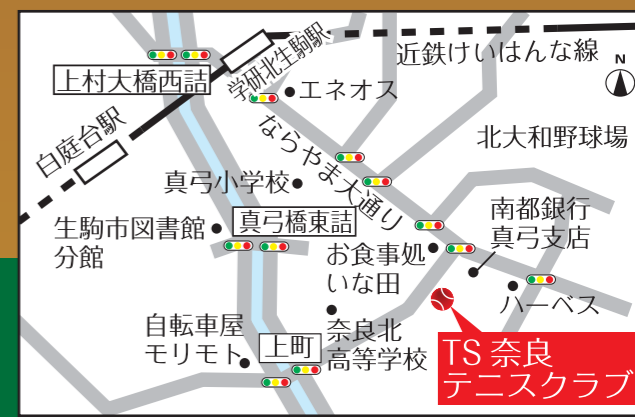 上村大橋西詰
学研北生駒駅
近鉄けいはんな線
N
エネオス
白庭台駅
ならやま大通り
北大和野球場
真弓小学校
生駒市図書館
分館
真弓橋東詰
南都銀行
真弓支店
お食事処
いな田
ハーベス
自転車屋
モリモト
上町
奈良北
高等学校
TS 奈良
テニスクラブ